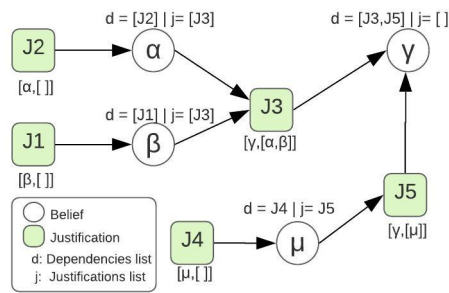 d = [J2] | j= [J3]
d = [J3,J5] | j= [ ]
J2
α
γ
[α,[ ]]
d = [J1] | j= [J3]
J3
J1
β
[γ,[α,β]]
[β,[ ]]
J5
Belief
Justification
d: Dependencies list
j: Justifications list
d = J4 | j= J5
J4
μ
[γ,[μ]]
[μ,[ ]]